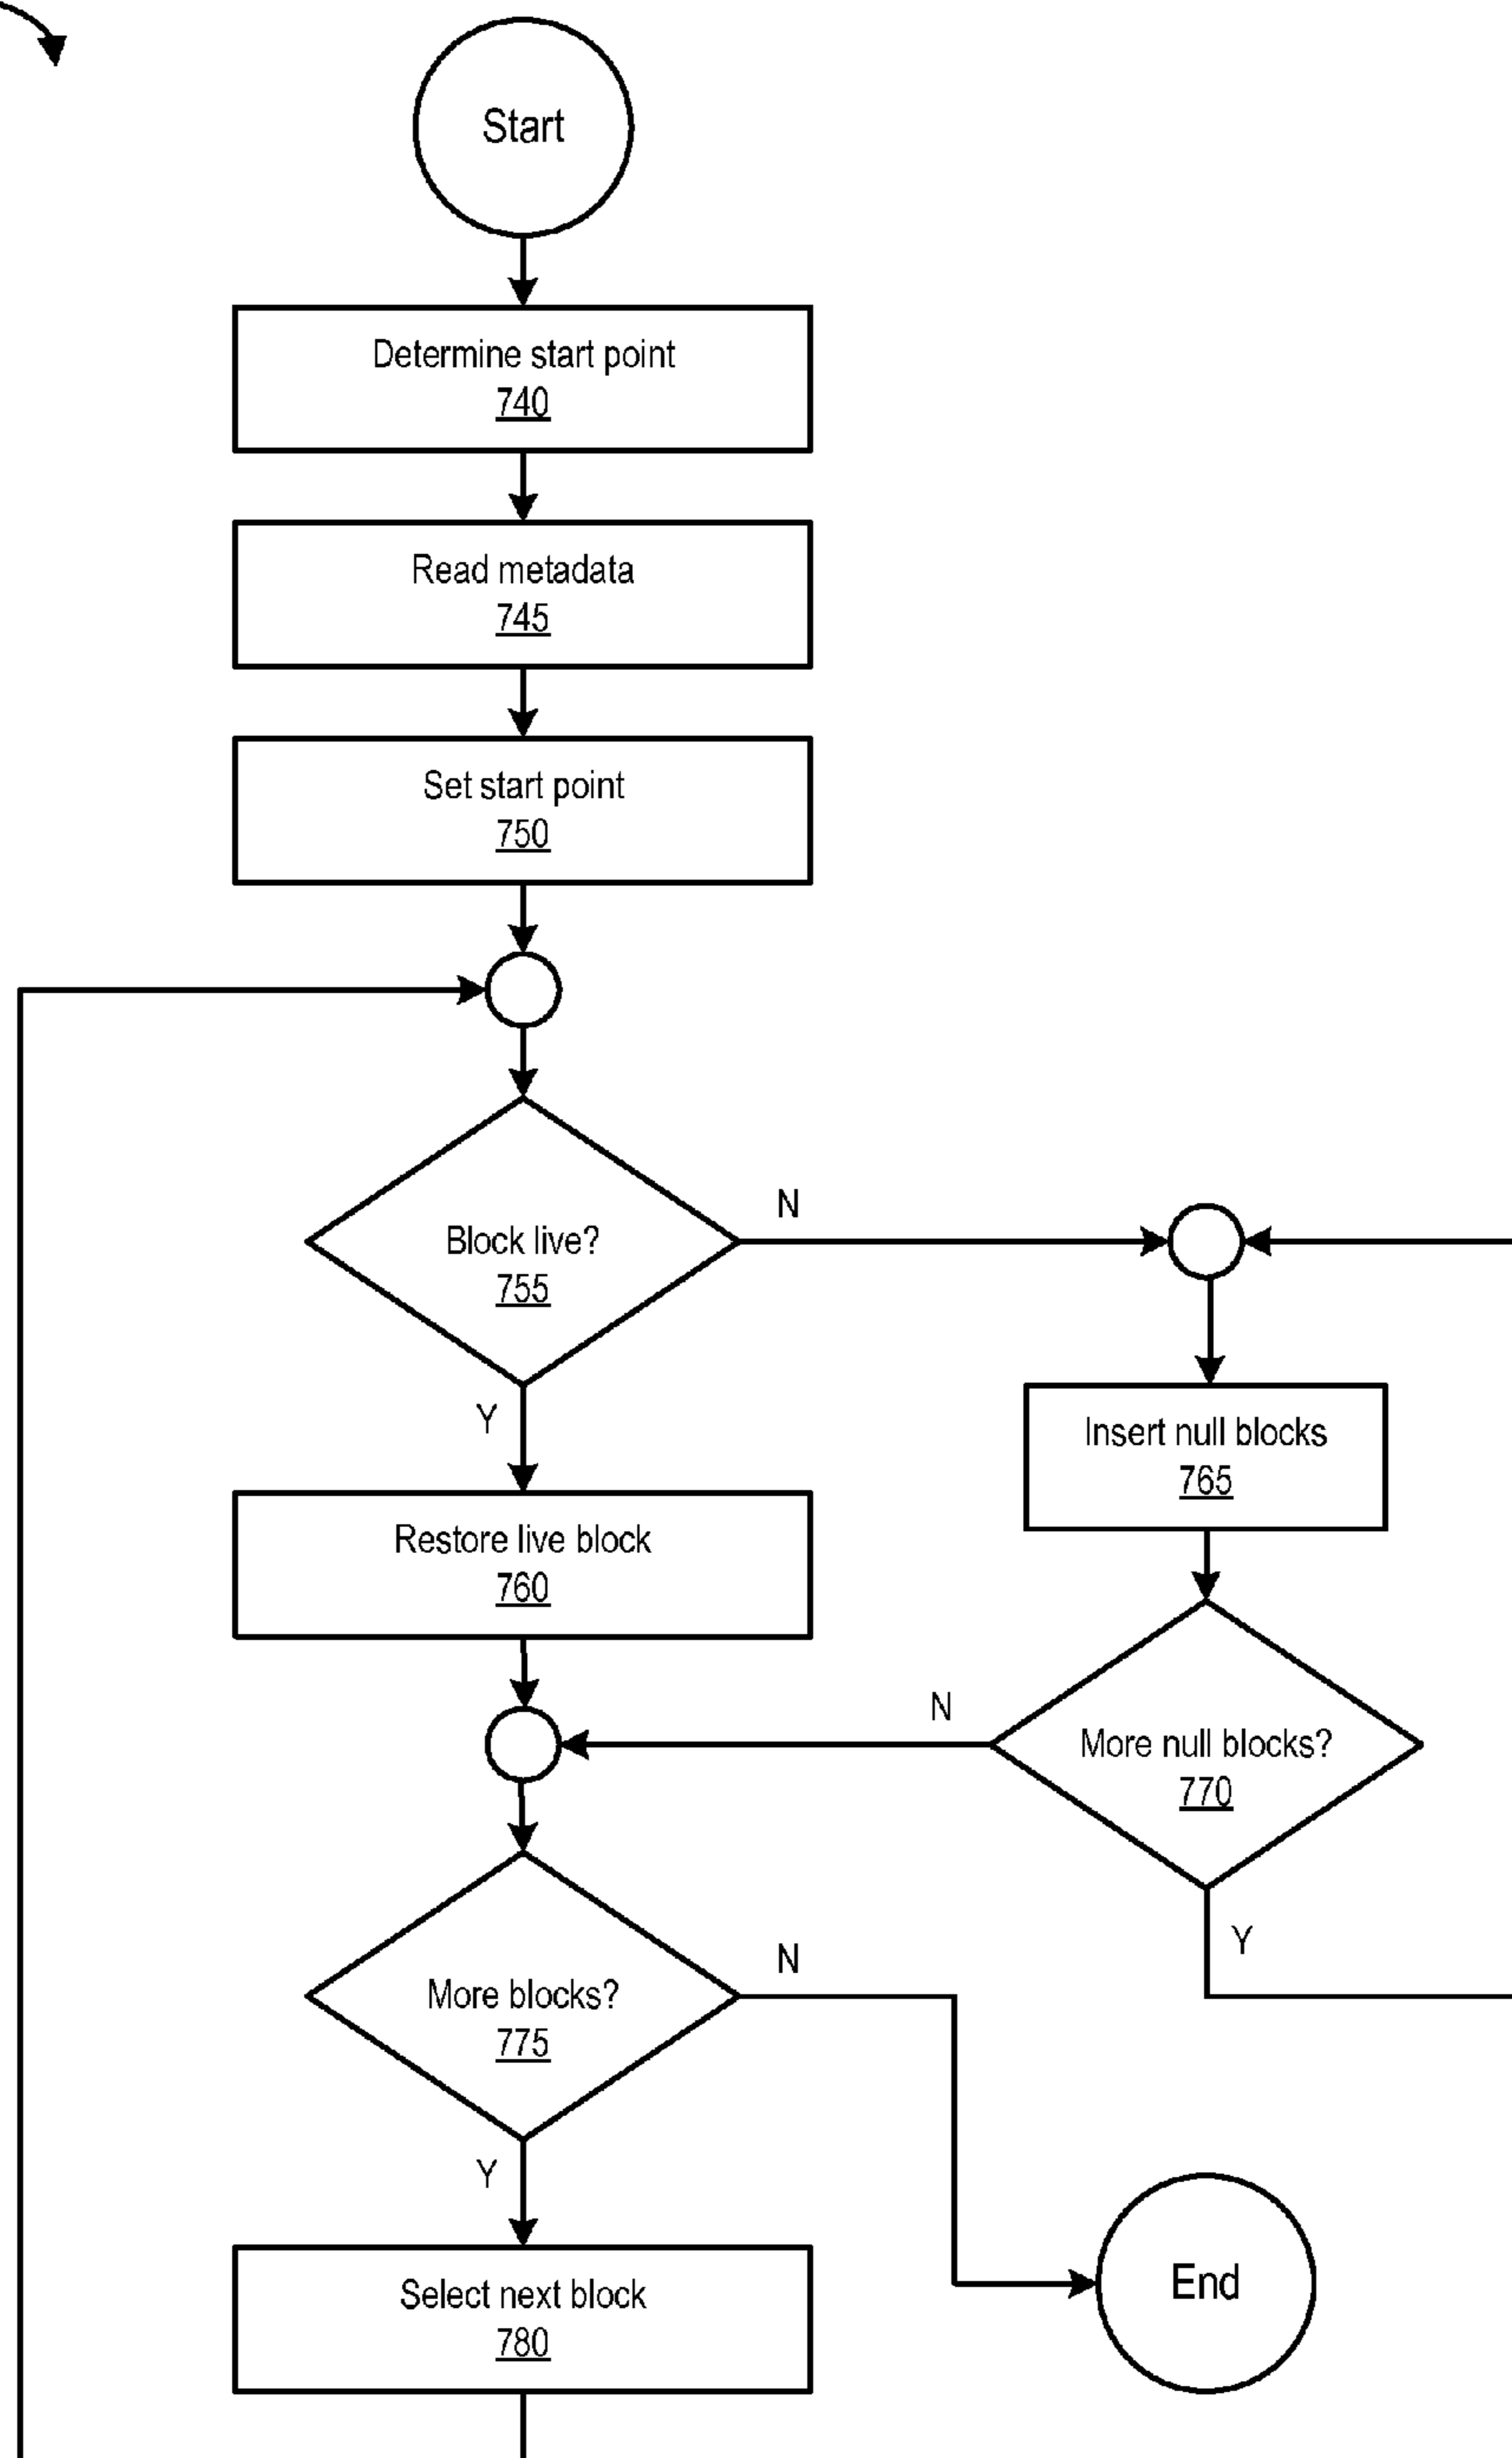 Start
Determine start point
740
Read metadata
745
Set start point
750
Block live?
755
N
Y
Insert null blocks
765
Restore live block
760
N
More null blocks?
770
Y
More blocks?
775
N
Y
End
Select next block
780